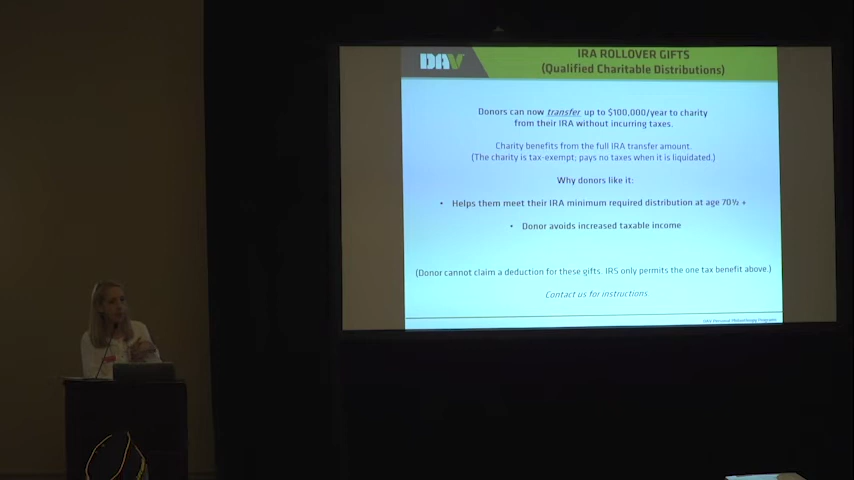 DAV
IRA ROLLOVER GIFTS
(Qualified Charitable Distributions)
Donors can now transfer up to $100,000/year to charity
from their IRA without incurring taxes.
Charity benefits from the full IRA transfer amount.
(The charity is tax-exempt; pays no taxes when it is liquidated.)
Why donors like it:
• Helps them meet their IRA minimum required distribution at age 70½ +
• Donor avoids increased taxable income
(Donor cannot claim a deduction for these gifts. IRS only permits the one tax benefit above.)
Contact us for instructions
DAV Personal Philanthropy Programs